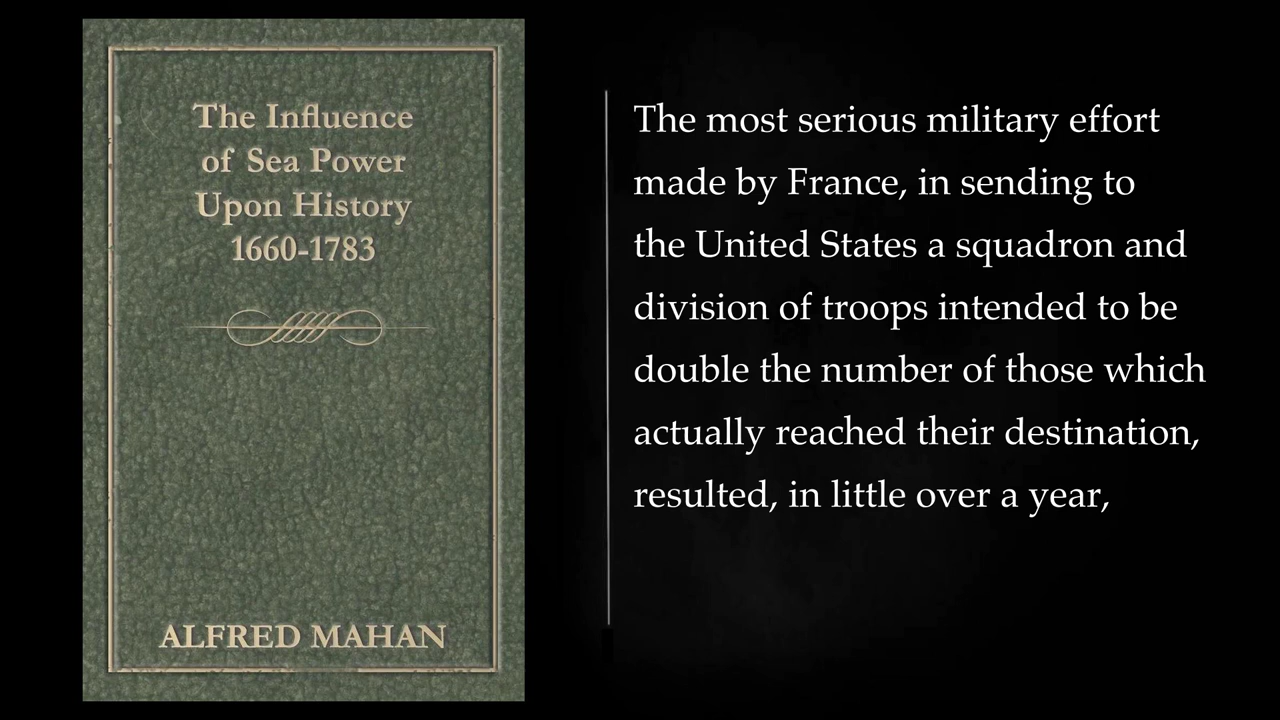 The Influence
of Sea Power
Upon History
1660-1783
ALFRED MAHAN
The most serious military effort
made by France, in sending to
the United States a squadron and
division of troops intended to be
double the number of those which
actually reached their destination,
resulted, in little over a year,